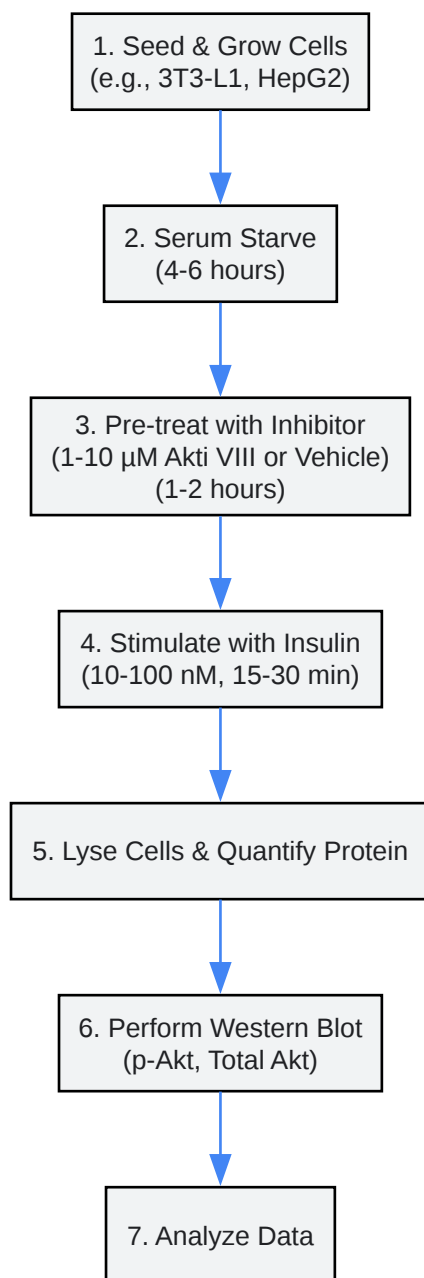 1. Seed & Grow Cells
(e.g., 3T3-L1, HepG2)
2. Serum Starve
(4-6 hours)
3. Pre-treat with Inhibitor
(1-10 µM Akti VIII or Vehicle)
(1-2 hours)
4. Stimulate with Insulin
(10-100 nM, 15-30 min)
5. Lyse Cells & Quantify Protein
6. Perform Western Blot
(p-Akt, Total Akt)
7. Analyze Data